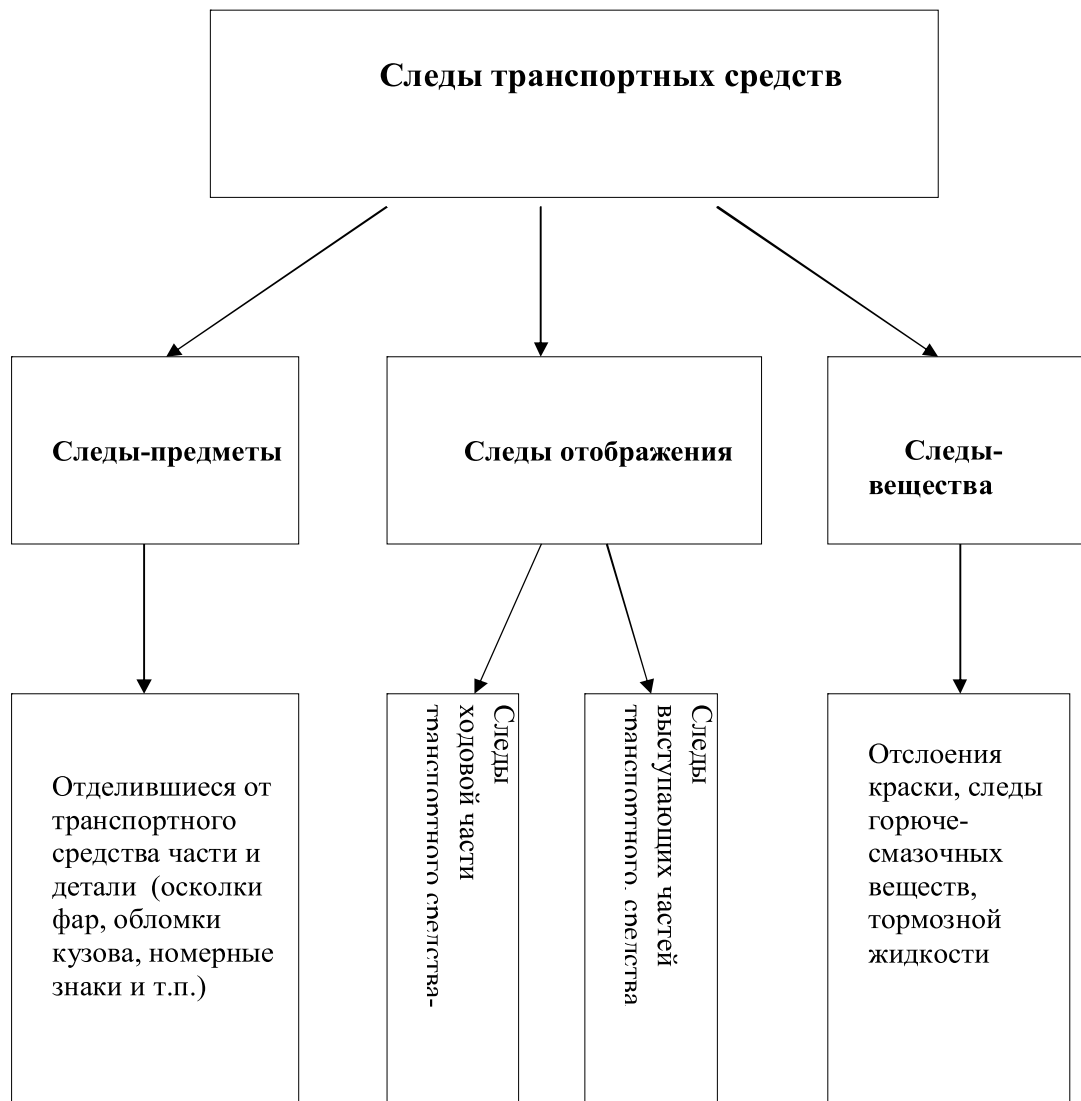 Следы транспортных средств
Следы-предметы
Следы отображения
Следы-
вещества
Отделившиеся от
транспортного
средства части и
детали (осколки
фар, обломки
кузова, номерные
знаки и т.п.)
Следы
ходовой части
транспортного средства-
Следы
выступающих частей
транспортного. средства
Отслоения
краски, следы
горюче-
смазочных
веществ,
тормозной
жидкости